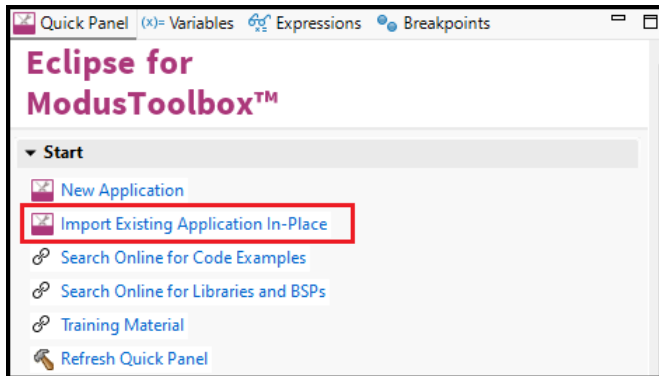 Quick Panel (x)= Variables Expressions Breakpoints
Eclipse for
ModusToolbox™
Start
New Application
Import Existing Application In-Place
Search Online for Code Examples
Search Online for Libraries and BSPs
Training Material
Refresh Quick Panel